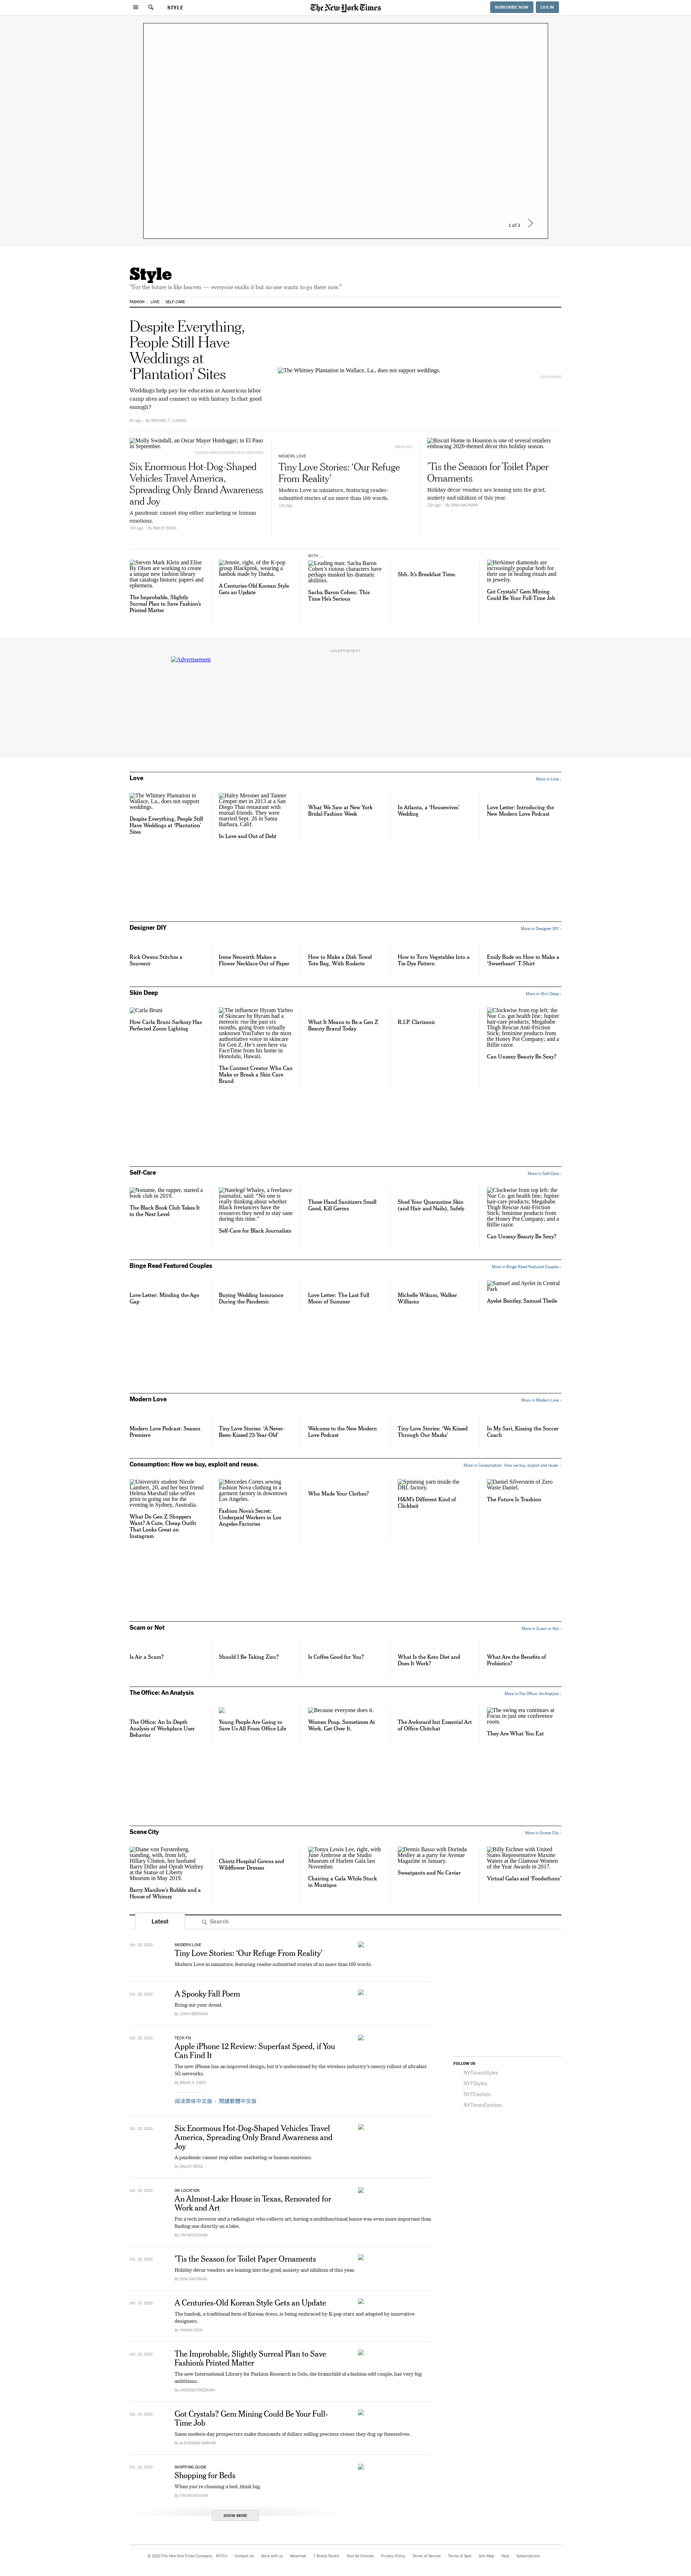 STYLE
The New York Times
SUBSCRIBE NOW
LOG IN
1 of 3
Style
"For the future is like heaven — everyone exalts it but no one wants to go there now."
FASHION
LOVE
SELF-CARE
Despite Everything,
People Still Have
Weddings at
‘Plantation’ Sites
Weddings help pay for education at American labor
camp sites and connect us with history. Is that good
enough?
The Whitney Plantation in Wallace, La., does not support weddings.
Molly Swindall, an Oscar Mayer Hotdogger, in El Paso
in September.
Six Enormous Hot-Dog-Shaped
Vehicles Travel America,
Spreading Only Brand Awareness
and Joy
A pandemic cannot stop either marketing or human
emotions.
By BAILEY BERG
MODERN LOVE
Tiny Love Stories: ‘Our Refuge
From Reality’
Modern Love in miniature, featuring reader-
submitted stories of no more than 100 words.
Biscuit Home in Houston is one of several retailers
embracing 2020-themed décor this holiday season.
’Tis the Season for Toilet Paper
Ornaments
Holiday décor vendors are leaning into the grief,
anxiety and nihilism of this year.
Steven Mark Klein and Elise
By Olsen are working to create
a unique new fashion library
that catalogs historic papers and
ephemera.
The Improbable, Slightly
Surreal Plan to Save Fashion’s
Printed Matter
Jennie, right, of the K-pop
group Blackpink, wearing a
hanbok made by Danha.
A Centuries-Old Korean Style
Gets an Update
WITH ...
Leading man: Sacha Baron
Cohen’s riotous characters have
perhaps masked his dramatic
abilities.
Sacha Baron Cohen: This
Time He’s Serious
Shh. It’s Breakfast Time.
Herkimer diamonds are
increasingly popular both for
their use in healing rituals and
in jewelry.
Got Crystals? Gem Mining
Could Be Your Full-Time Job
ADVERTISEMENT
Advertisement
Love
More in Love ›
The Whitney Plantation in
Wallace, La., does not support
weddings.
Despite Everything, People Still
Have Weddings at ‘Plantation’
Sites
Haley Messner and Tanner
Cemper met in 2013 at a San
Diego Thai restaurant with
mutual friends. They were
married Sept. 26 in Santa
Barbara, Calif.
In Love and Out of Debt
What We Saw at New York
Bridal Fashion Week
In Atlanta, a ‘Housewives’
Wedding
Love Letter: Introducing the
New Modern Love Podcast
Designer DIY
More in Designer DIY ›
Rick Owens Stitches a
Souvenir
Irene Neuwirth Makes a
Flower Necklace Out of Paper
How to Make a Dish Towel
Tote Bag, With Rodarte
How to Turn Vegetables Into a
Tie-Dye Pattern
Emily Bode on How to Make a
‘Sweetheart’ T-Shirt
Skin Deep
More in Skin Deep ›
Carla Bruni
How Carla Bruni-Sarkozy Has
Perfected Zoom Lighting
The influencer Hyram Yarbro
of Skincare by Hyram had a
meteoric rise the past six
months, going from virtually
unknown YouTuber to the most
authoritative voice in skincare
for Gen Z. He’s seen here via
FaceTime from his home in
Honolulu, Hawaii.
The Content Creator Who Can
Make or Break a Skin Care
Brand
What It Means to Be a Gen Z
Beauty Brand Today
R.I.P. Clarisonic
Clockwise from top left: the
Nue Co. gut health line; Jupiter
hair-care products; Megababe
Thigh Rescue Anti-Friction
Stick; feminine products from
the Honey Pot Company; and a
Billie razor.
Can Unsexy Beauty Be Sexy?
Self-Care
More in Self-Care ›
Noname, the rapper, started a
book club in 2019.
The Black Book Club Takes It
to the Next Level
Natelegé Whaley, a freelance
journalist, said: "No one is
really thinking about whether
Black freelancers have the
resources they need to stay sane
during this time."
Self-Care for Black Journalists
These Hand Sanitizers Smell
Good, Kill Germs
Shed Your Quarantine Skin
(and Hair and Nails), Safely
Clockwise from top left: the
Nue Co. gut health line; Jupiter
hair-care products; Megababe
Thigh Rescue Anti-Friction
Stick; feminine products from
the Honey Pot Company; and a
Billie razor.
Can Unsexy Beauty Be Sexy?
Binge Read Featured Couples
More in Binge Read Featured Couples ›
Love Letter: Minding the Age
Gap
Buying Wedding Insurance
During the Pandemic
Love Letter: The Last Full
Moon of Summer
Michelle Wikum, Walker
Williams
Samuel and Ayelet in Central
Park
Ayelet Bentley, Samuel Theile
Modern Love
More in Modern Love ›
Modern Love Podcast: Season
Premiere
Tiny Love Stories: ‘A Never-
Been-Kissed 23-Year-Old’
Welcome to the New Modern
Love Podcast
Tiny Love Stories: ‘We Kissed
Through Our Masks’
In My Sari, Kissing the Soccer
Coach
Consumption: How we buy, exploit and reuse.
More in Consumption: How we buy, exploit and reuse. ›
University student Nicole
Lambert, 20, and her best friend
Helena Marshall take selfies
prior to going out for the
evening in Sydney, Australia.
What Do Gen Z Shoppers
Want? A Cute, Cheap Outfit
That Looks Great on
Instagram
Mercedes Cortes sewing
Fashion Nova clothing in a
garment factory in downtown
Los Angeles.
Fashion Nova’s Secret:
Underpaid Workers in Los
Angeles Factories
Who Made Your Clothes?
Spinning yarn inside the
DBL factory.
H&M’s Different Kind of
Clickbait
Daniel Silverstein of Zero
Waste Daniel.
The Future Is Trashion
Scam or Not
More in Scam or Not ›
Is Air a Scam?
Should I Be Taking Zinc?
Is Coffee Good for You?
What Is the Keto Diet and
Does It Work?
What Are the Benefits of
Probiotics?
The Office: An Analysis
More in The Office: An Analysis ›
The Office: An In-Depth
Analysis of Workplace User
Behavior
Young People Are Going to
Save Us All From Office Life
Because everyone does it.
Women Poop. Sometimes At
Work. Get Over It.
The Awkward but Essential Art
of Office Chitchat
The swing era continues at
Focus in just one conference
room.
They Are What You Eat
Scene City
More in Scene City ›
Diane von Furstenberg,
standing, with, from left,
Hillary Clinton, her husband
Barry Diller and Oprah Winfrey
at the Statue of Liberty
Museum in May 2019.
Barry Manilow’s Bubble and a
House of Whimsy
Chintz Hospital Gowns and
Wildflower Dresses
Tonya Lewis Lee, right, with
June Ambrose at the Studio
Museum of Harlem Gala last
November.
Chairing a Gala While Stuck
in Mustique
Dennis Basso with Dorinda
Medley at a party for Avenue
Magazine in January.
Sweatpants and No Caviar
Billy Eichner with United
States Representative Maxine
Waters at the Glamour Women
of the Year Awards in 2017.
Virtual Galas and ‘Foodathons’
Latest
Search
Oct. 20, 2020
MODERN LOVE
Tiny Love Stories: ‘Our Refuge From Reality’
Modern Love in miniature, featuring reader-submitted stories of no more than 100 words.
Oct. 20, 2020
A Spooky Fall Poem
Bring out your dread.
By JOHN HERRMAN
Oct. 20, 2020
TECH FIX
Apple iPhone 12 Review: Superfast Speed, if You
Can Find It
The new iPhone has an improved design, but it’s undermined by the wireless industry’s messy rollout of ultrafast
5G networks.
By BRIAN X. CHEN
阅读简体中文版 · 閱讀繁體中文版
Oct. 20, 2020
Six Enormous Hot-Dog-Shaped Vehicles Travel
America, Spreading Only Brand Awareness and
Joy
A pandemic cannot stop either marketing or human emotions.
By BAILEY BERG
Oct. 20, 2020
ON LOCATION
An Almost-Lake House in Texas, Renovated for
Work and Art
For a tech investor and a radiologist who collects art, having a multifunctional house was even more important than
finding one directly on a lake.
By TIM MCKEOUGH
Oct. 20, 2020
’Tis the Season for Toilet Paper Ornaments
Holiday décor vendors are leaning into the grief, anxiety and nihilism of this year.
Oct. 19, 2020
A Centuries-Old Korean Style Gets an Update
The hanbok, a traditional form of Korean dress, is being embraced by K-pop stars and adapted by innovative
designers.
Oct. 19, 2020
The Improbable, Slightly Surreal Plan to Save
Fashion’s Printed Matter
The new International Library for Fashion Research in Oslo, the brainchild of a fashion odd couple, has very big
ambitions.
By VANESSA FRIEDMAN
Oct. 19, 2020
Got Crystals? Gem Mining Could Be Your Full-
Time Job
Some modern-day prospectors make thousands of dollars selling precious stones they dug up themselves.
Oct. 19, 2020
SHOPPING GUIDE
Shopping for Beds
When you’re choosing a bed, think big.
By TIM MCKEOUGH
SHOW MORE
FOLLOW US
NYTimesStyles
NYTStyles
NYTFashion
NYTimesFashion
© 2020 The New York Times Company
NYTCo
Contact Us
Work with us
Advertise
T Brand Studio
Your Ad Choices
Privacy Policy
Terms of Service
Terms of Sale
Site Map
Help
Subscriptions